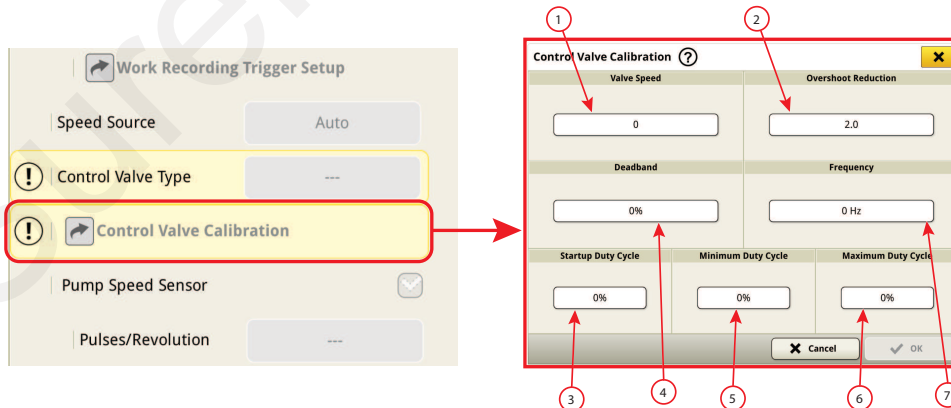 1
2
Work Recording Trigger Setup
Speed Source
Auto
! Control Valve Type
---
! Control Valve Calibration
Pump Speed Sensor
Pulses/Revolution
---
Control Valve Calibration ?
Valve Speed
Overshoot Reduction
0
2.0
Deadband
Frequency
0%
0 Hz
Startup Duty Cycle
Minimum Duty Cycle
Maximum Duty Cycle
0%
0%
0%
Cancel
OK
3
4
5
6
7